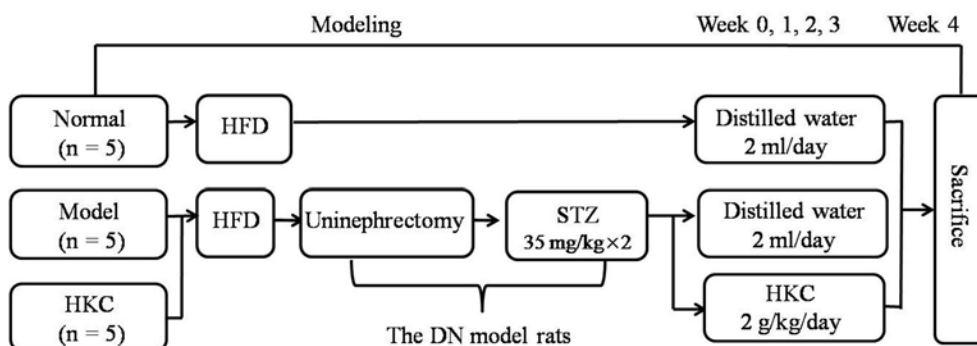 Modeling
Week 0, 1, 2, 3
Week 4
Normal
(n = 5)
HFD
Distilled water
2 ml/day
Model
(n = 5)
HFD
Uninephrectomy
STZ
35 mg/kg×2
Distilled water
2 ml/day
HKC
(n = 5)
HKC
2 g/kg/day
The DN model rats
Sacrifice